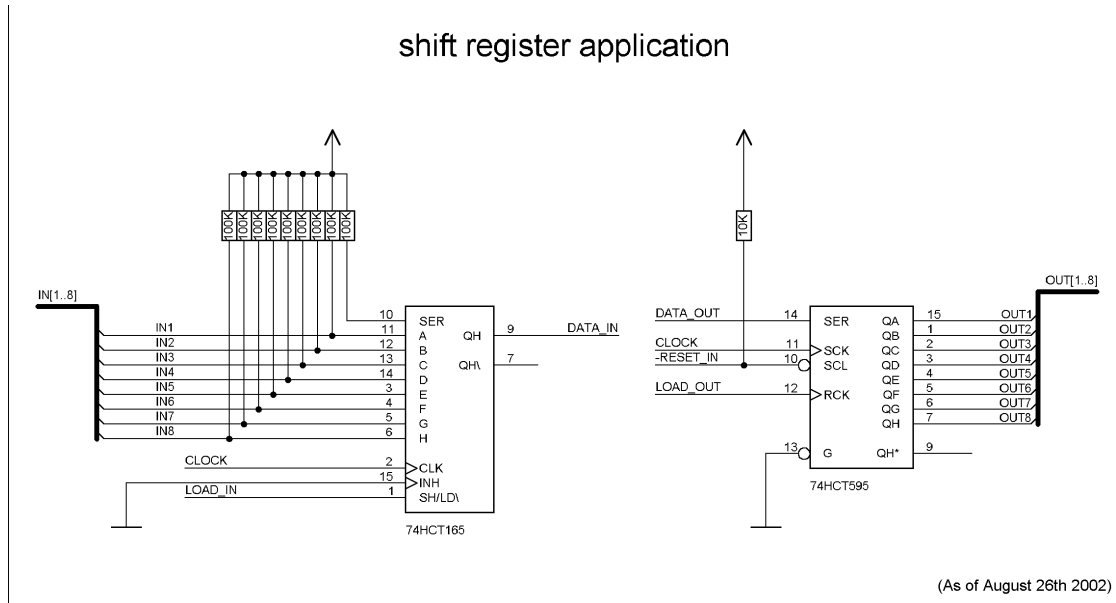 shift register application
100K 100K 100K 100K 100K 100K 100K 100K 100K
10K
IN[1..8]
IN1
IN2
IN3
IN4
IN5
IN6
IN7
IN8
CLOCK
LOAD_IN
10 SER
11 A
12 B
13 C
14 D
3 E
4 F
5 G
6 H
2 CLK
15 INH
1 SH/LD\
QH 9 DATA_IN
QH\ 7
74HCT165
DATA_OUT 14 SER
CLOCK 11 SCK
-RESET_IN 10 SCL
LOAD_OUT 12 RCK
13 G
QA 15 OUT1
QB 1 OUT2
QC 2 OUT3
QD 3 OUT4
QE 4 OUT5
QF 5 OUT6
QG 6 OUT7
QH 7 OUT8
QH* 9
OUT[1..8]
74HCT595
(As of August 26th 2002)